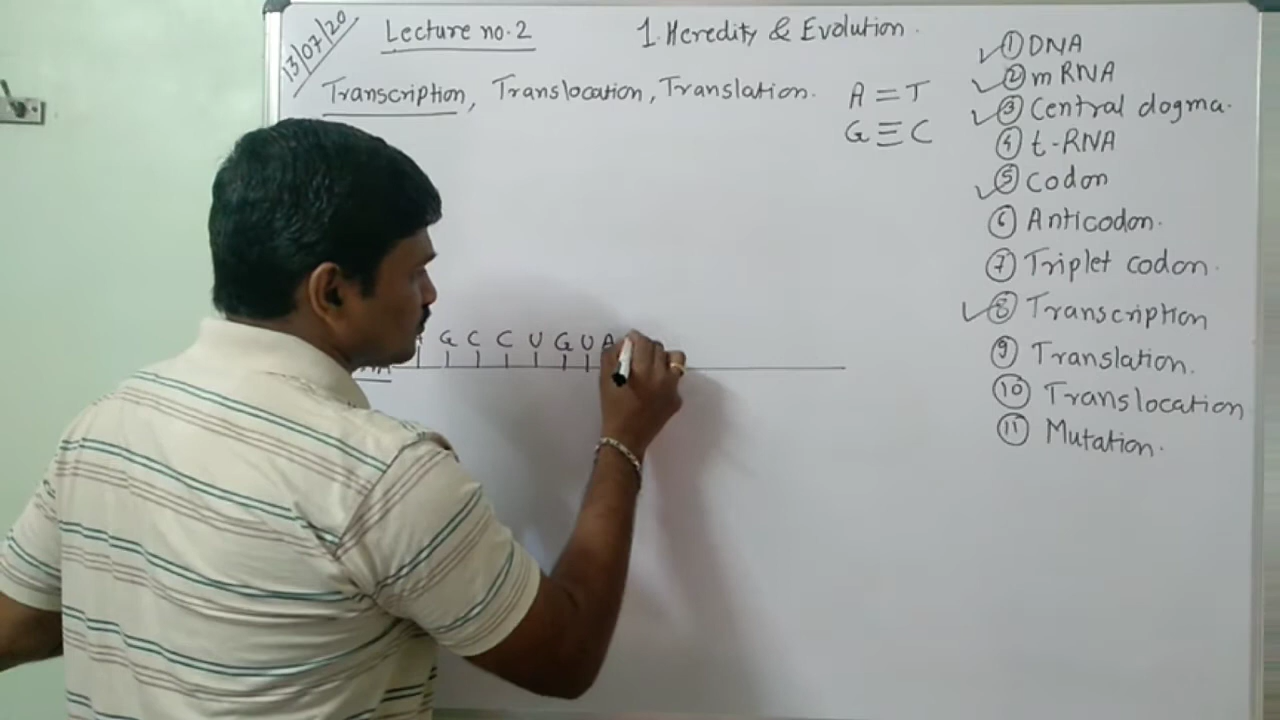 13/07/20
Lecture no. 2
1. Heredity & Evolution.
Transcription, Translocation, Translation.
A = T
G ≡ C
① DNA
② mRNA
③ Central dogma.
④ t-RNA
⑤ Codon
⑥ Anticodon.
⑦ Triplet codon.
⑧ Transcription
⑨ Translation.
⑩ Translocation
⑪ Mutation.
G C C U G U A